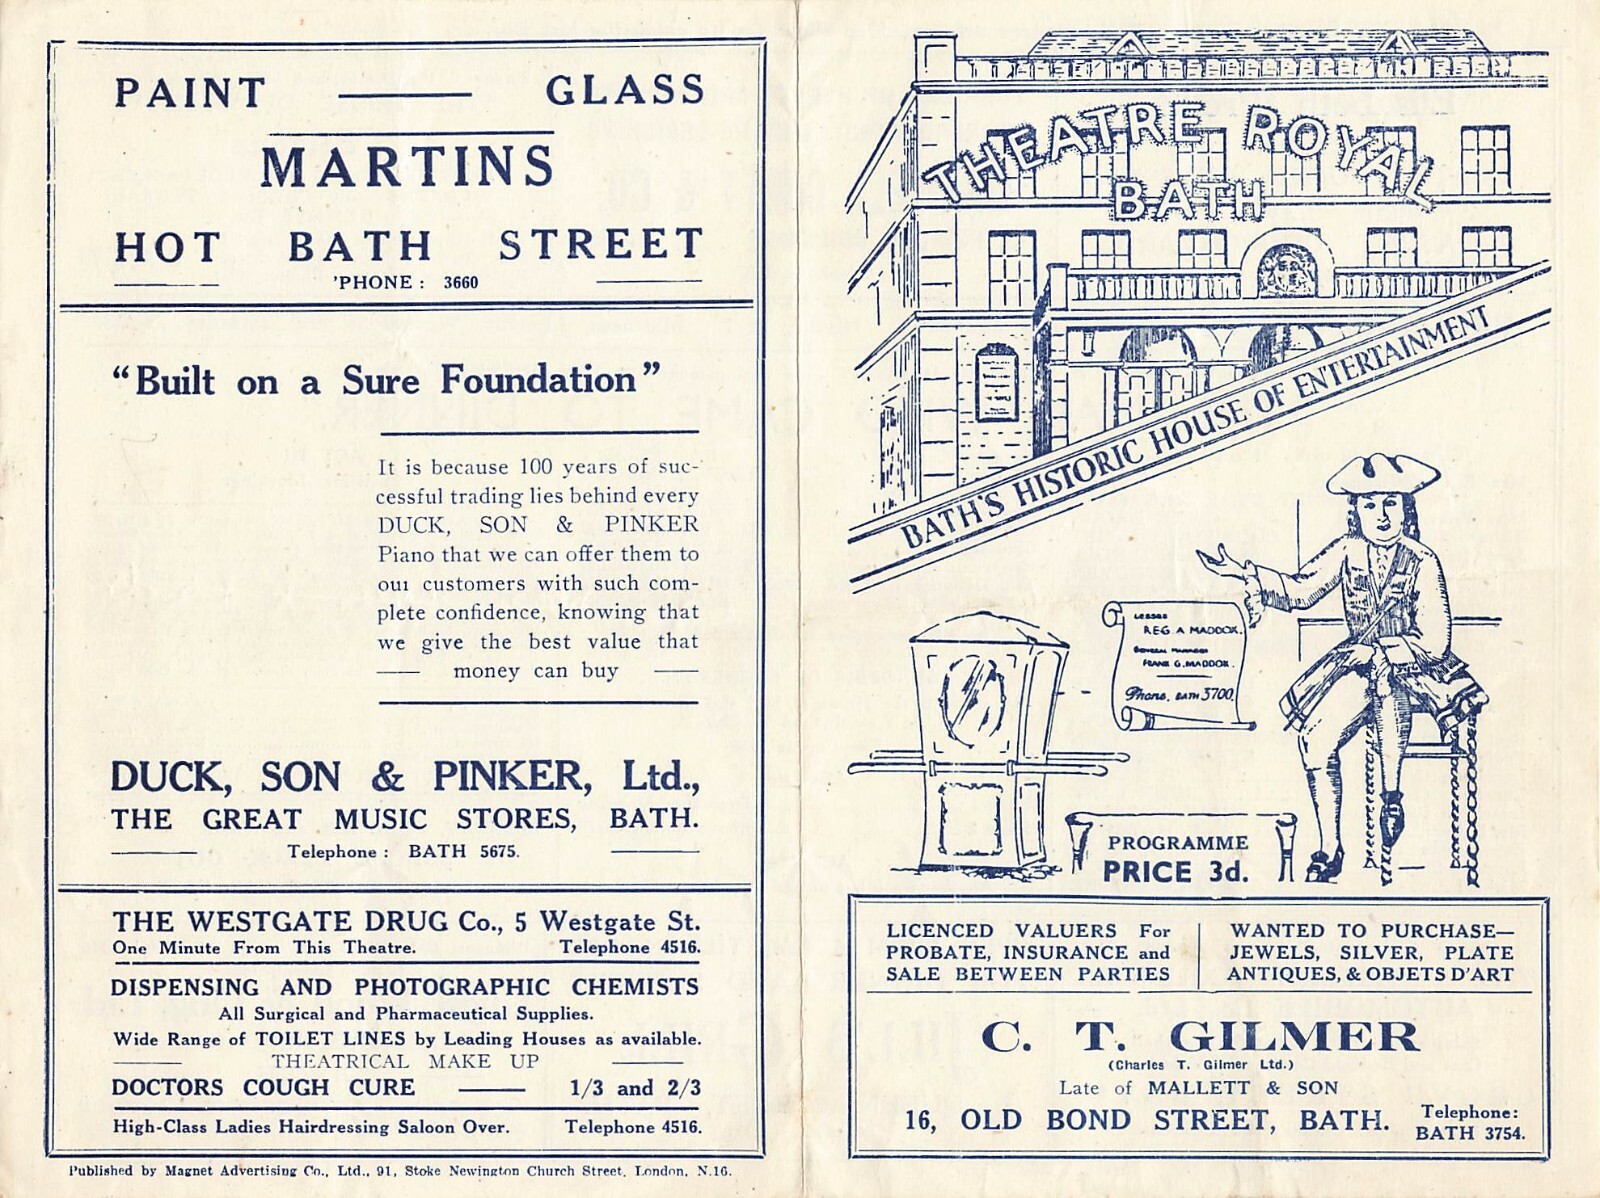 PAINT GLASS
MARTINS
HOT BATH STREET
'PHONE : 3660
"Built on a Sure Foundation"
It is because 100 years of suc-
cessful trading lies behind every
DUCK, SON & PINKER
Piano that we can offer them to
our customers with such com-
plete confidence, knowing that
we give the best value that
money can buy
DUCK, SON & PINKER, Ltd.,
THE GREAT MUSIC STORES, BATH.
Telephone : BATH 5675.
THE WESTGATE DRUG Co., 5 Westgate St.
One Minute From This Theatre. Telephone 4516.
DISPENSING AND PHOTOGRAPHIC CHEMISTS
All Surgical and Pharmaceutical Supplies.
Wide Range of TOILET LINES by Leading Houses as available.
THEATRICAL MAKE UP
DOCTORS COUGH CURE 1/3 and 2/3
High-Class Ladies Hairdressing Saloon Over. Telephone 4516.
Published by Magnet Advertising Co., Ltd., 91, Stoke Newington Church Street, London, N.16.
THEATRE ROYAL
BATH
BATH'S HISTORIC HOUSE OF ENTERTAINMENT
LESSEE
REG. A MADDOX.
GENERAL MANAGER
FRANK G. MADDOX.
Phone. BATH 3700.
PROGRAMME
PRICE 3d.
LICENCED VALUERS For
PROBATE, INSURANCE and
SALE BETWEEN PARTIES
WANTED TO PURCHASE—
JEWELS, SILVER, PLATE
ANTIQUES, & OBJETS D'ART
C. T. GILMER
(Charles T. Gilmer Ltd.)
Late of MALLETT & SON
16, OLD BOND STREET, BATH.
Telephone:
BATH 3754.